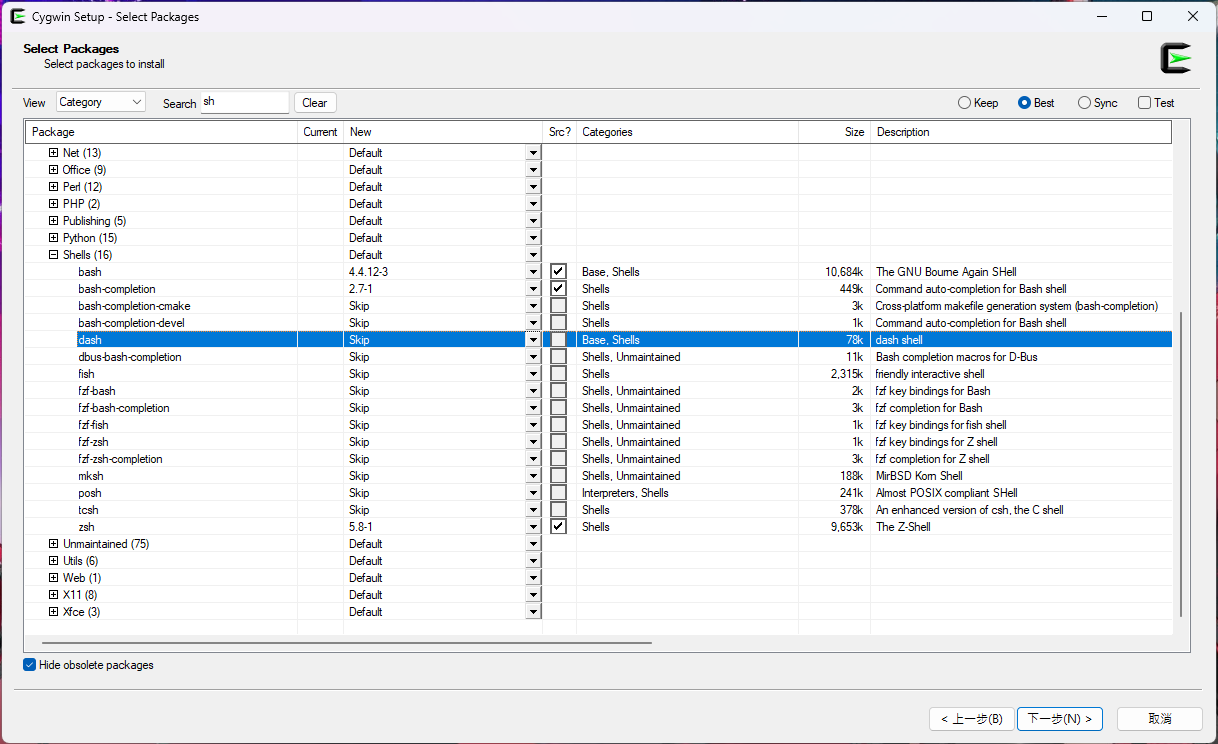 Cygwin Setup - Select Packages
Select Packages
Select packages to install
View Category Search sh Clear Keep Best Sync Test
Package Current New Src? Categories Size Description
Net (13) Default
Office (9) Default
Perl (12) Default
PHP (2) Default
Publishing (5) Default
Python (15) Default
Shells (16) Default
bash 4.4.12-3 Base, Shells 10,684k The GNU Bourne Again SHell
bash-completion 2.7-1 Shells 449k Command auto-completion for Bash shell
bash-completion-cmake Skip Shells 3k Cross-platform makefile generation system (bash-completion)
bash-completion-devel Skip Shells 1k Command auto-completion for Bash shell
dash Skip Base, Shells 78k dash shell
dbus-bash-completion Skip Shells, Unmaintained 11k Bash completion macros for D-Bus
fish Skip Shells 2,315k friendly interactive shell
fzf-bash Skip Shells, Unmaintained 2k fzf key bindings for Bash
fzf-bash-completion Skip Shells, Unmaintained 3k fzf completion for Bash
fzf-fish Skip Shells, Unmaintained 1k fzf key bindings for fish shell
fzf-zsh Skip Shells, Unmaintained 1k fzf key bindings for Z shell
fzf-zsh-completion Skip Shells, Unmaintained 3k fzf completion for Z shell
mksh Skip Shells, Unmaintained 188k MirBSD Korn Shell
posh Skip Interpreters, Shells 241k Almost POSIX compliant SHell
tcsh Skip Shells 378k An enhanced version of csh, the C shell
zsh 5.8-1 Shells 9,653k The Z-Shell
Unmaintained (75) Default
Utils (6) Default
Web (1) Default
X11 (8) Default
Xfce (3) Default
Hide obsolete packages
< 上一步(B) 下一步(N) > 取消